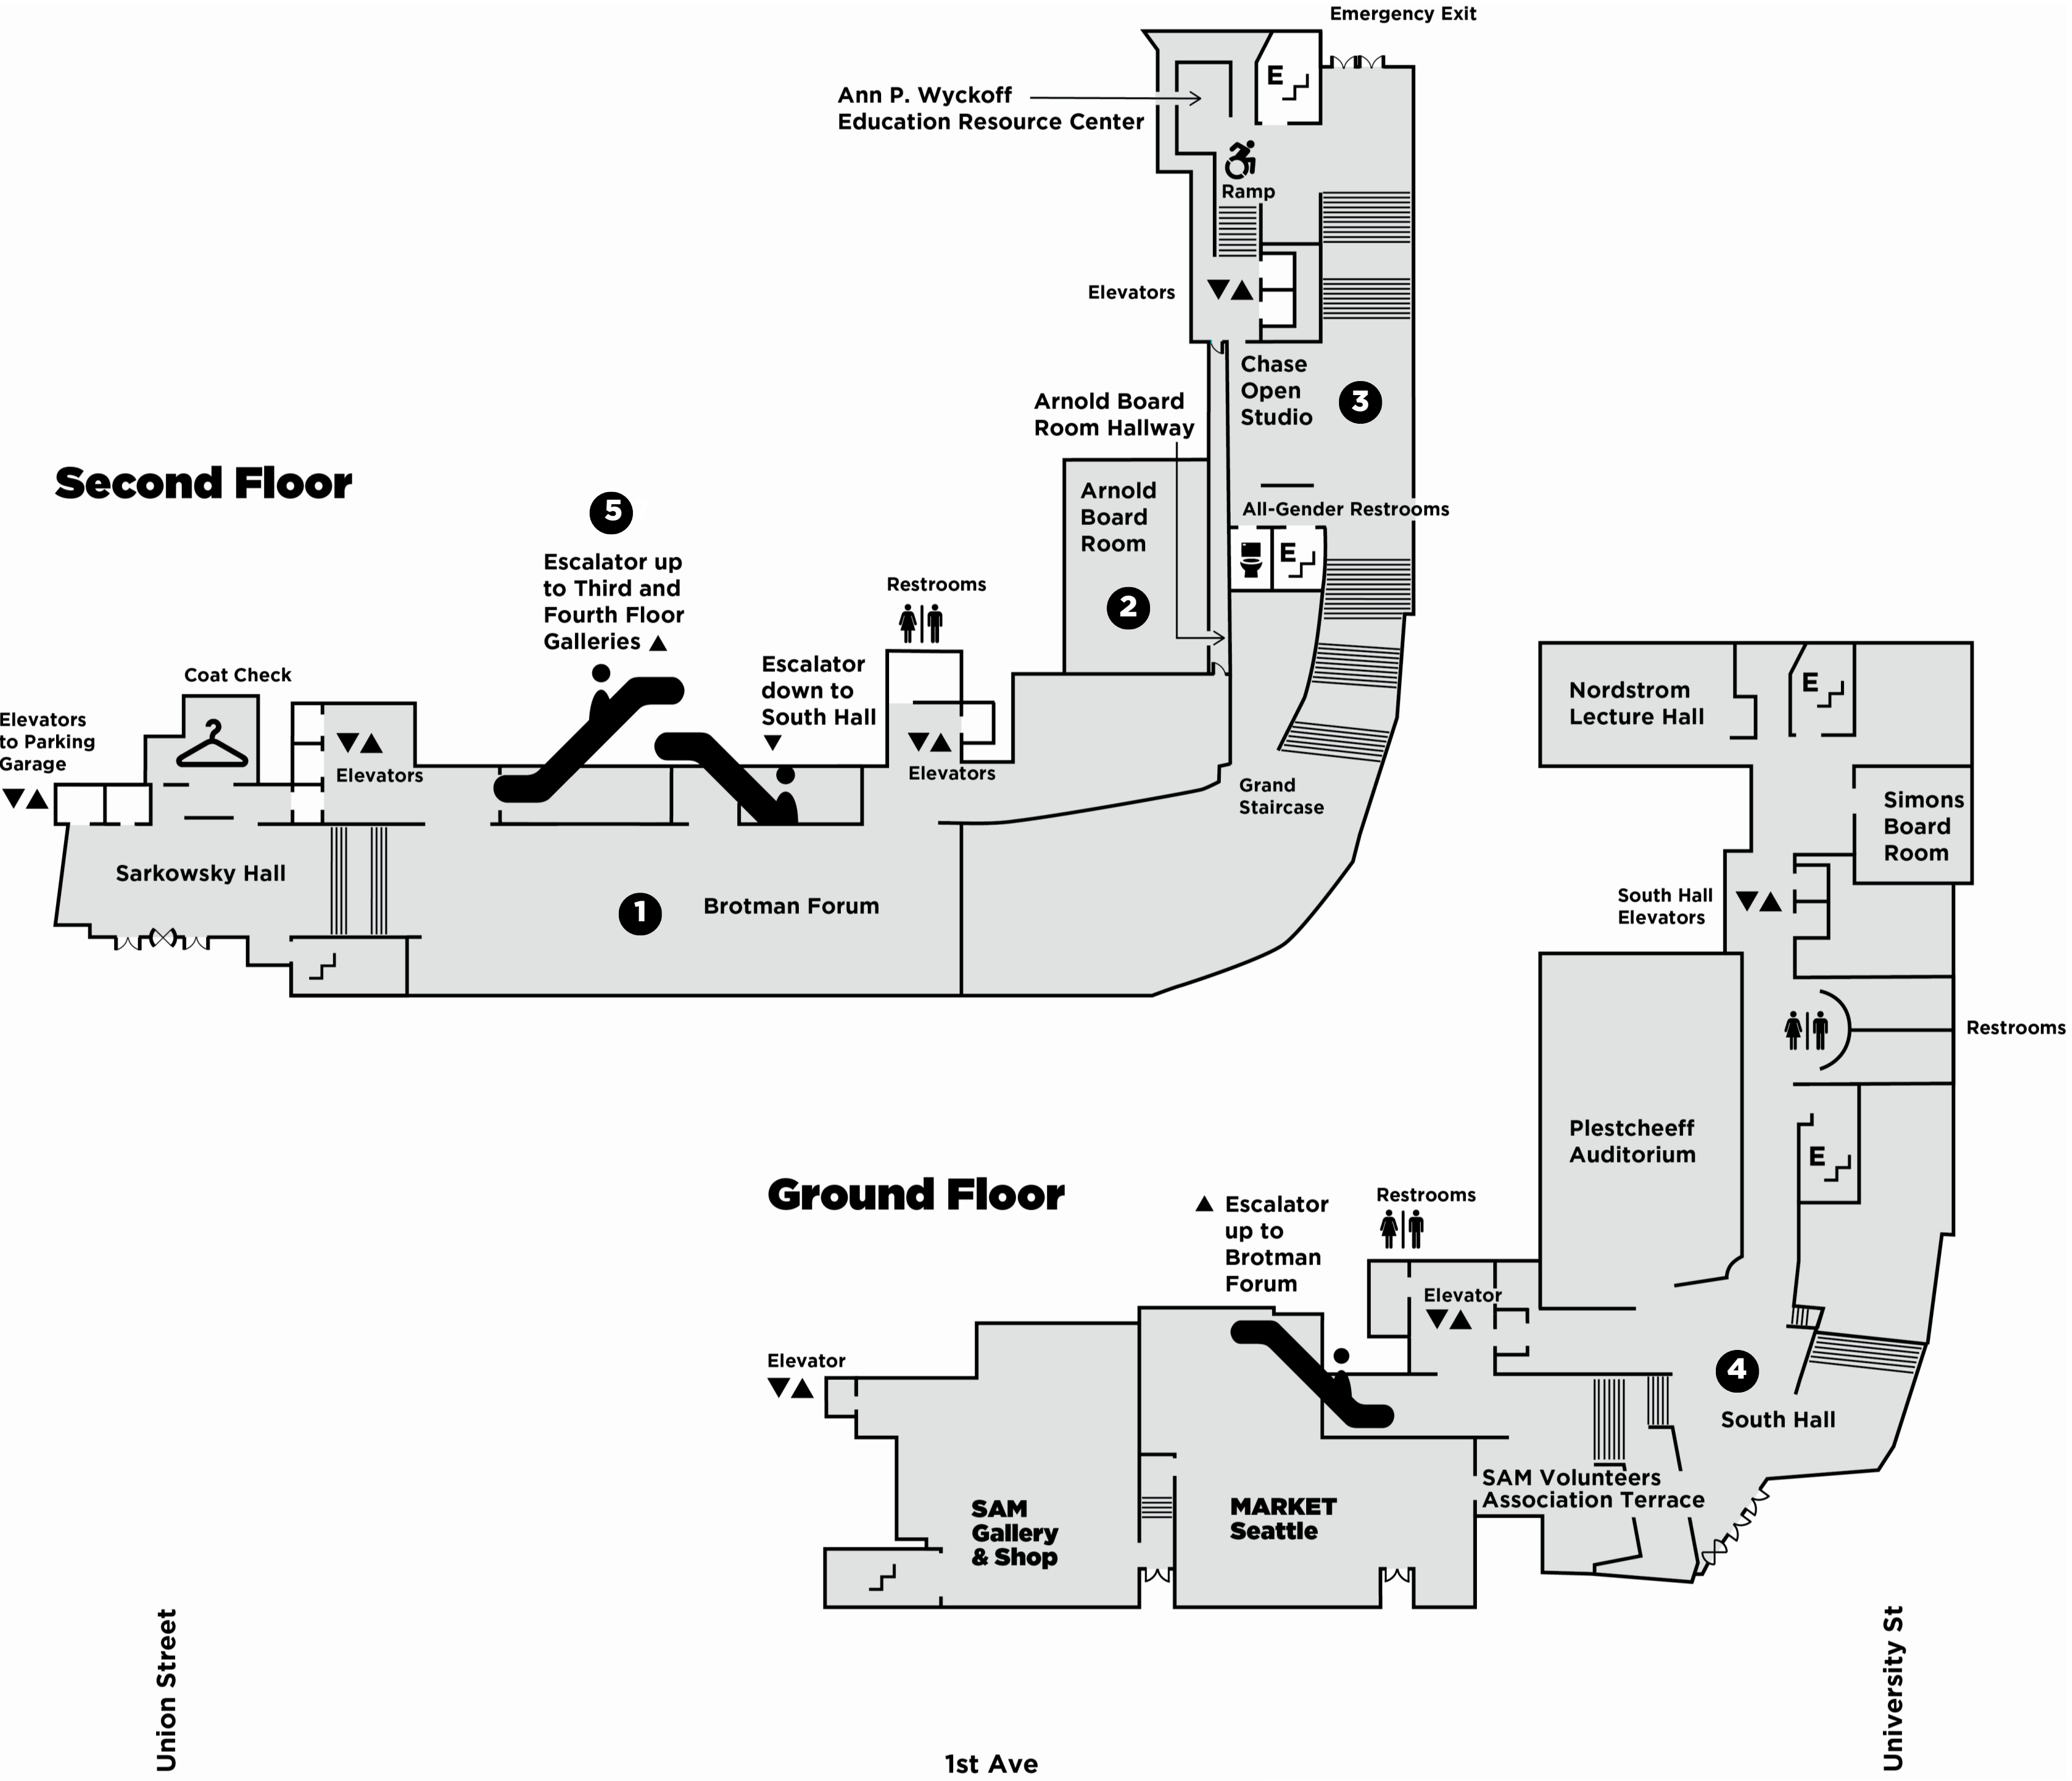 Emergency Exit
Ann P. Wyckoff
Education Resource Center
E
Ramp
Elevators
Chase
Open
Studio
3
Arnold Board
Room Hallway
Second Floor
Arnold
Board
Room
2
All-Gender Restrooms
E
5
Escalator up
to Third and
Fourth Floor
Galleries
Restrooms
Escalator
down to
South Hall
Coat Check
Elevators
to Parking
Garage
Elevators
Elevators
Grand
Staircase
Sarkowsky Hall
1
Brotman Forum
Nordstrom
Lecture Hall
E
Simons
Board
Room
South Hall
Elevators
Restrooms
Plestcheeff
Auditorium
E
Ground Floor
Escalator
up to
Brotman
Forum
Restrooms
Elevator
Elevator
4
South Hall
SAM Volunteers
Association Terrace
SAM
Gallery
& Shop
MARKET
Seattle
Union Street
1st Ave
University St